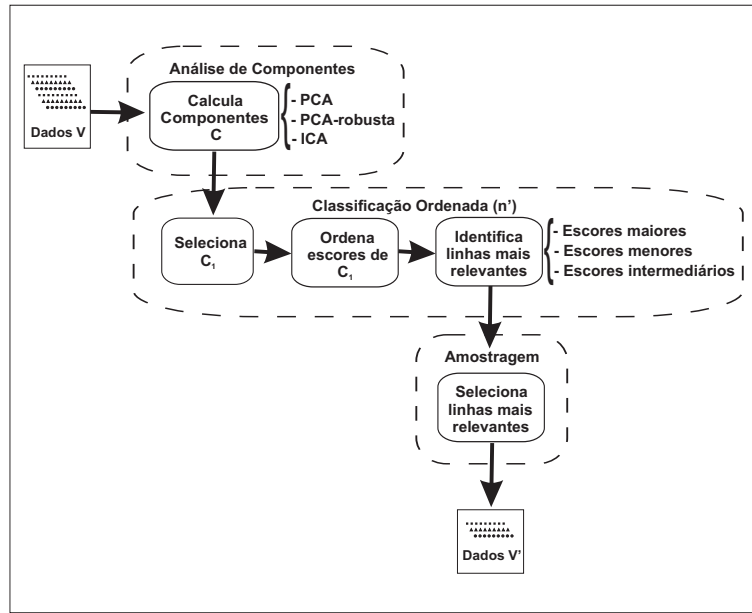 Análise de Componentes
Dados V
Calcula
Componentes
C
- PCA
- PCA-robusta
- ICA
Classificação Ordenada (n')
Seleciona
C₁
Ordena
escores de
C₁
Identifica
linhas mais
relevantes
- Escores maiores
- Escores menores
- Escores intermediários
Amostragem
Seleciona
linhas mais
relevantes
Dados V'